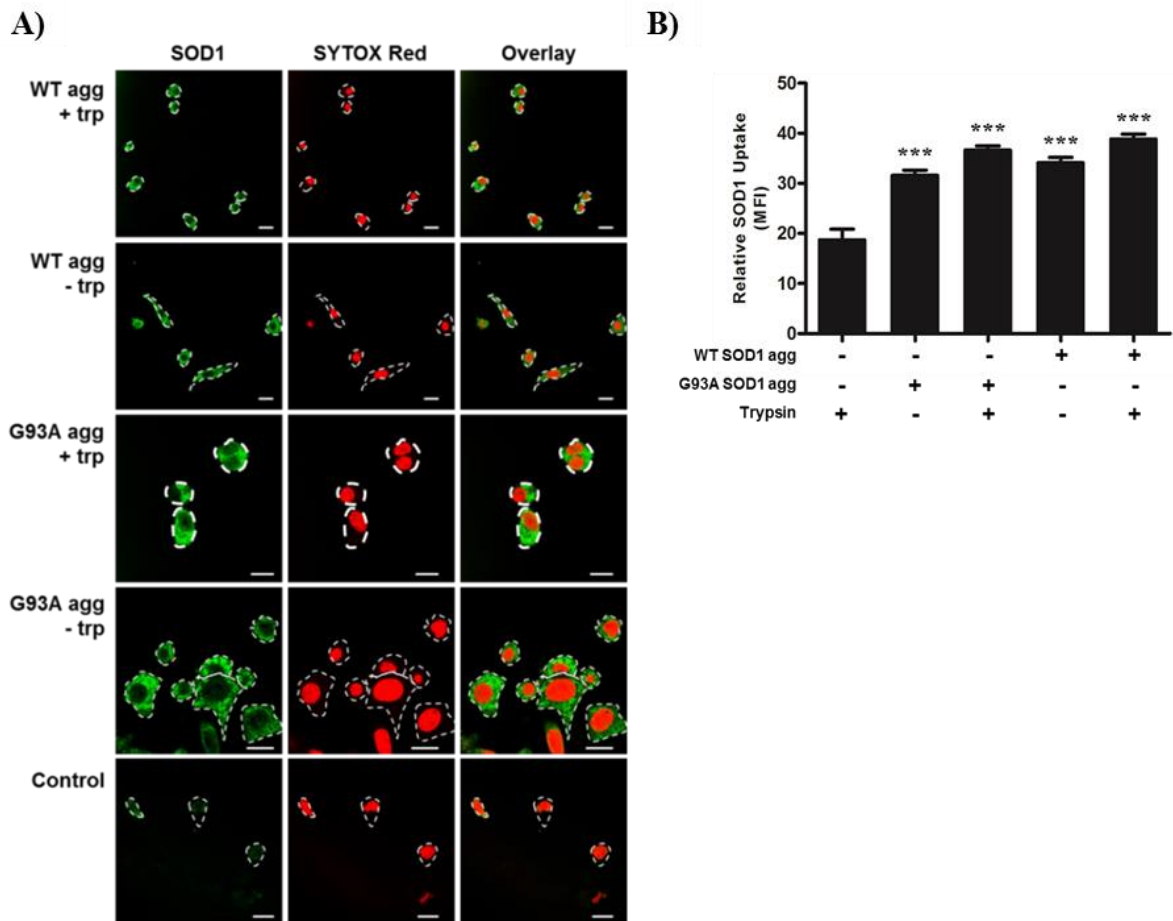 A)
SOD1 SYTOX Red Overlay
WT agg
+ trp
WT agg
- trp
G93A agg
+ trp
G93A agg
- trp
Control
B)
Relative SOD1 Uptake
(MFI)
50
40
30
20
10
0
*** *** *** ***
WT SOD1 agg - - - + +
G93A SOD1 agg - + + - -
Trypsin + - + - +